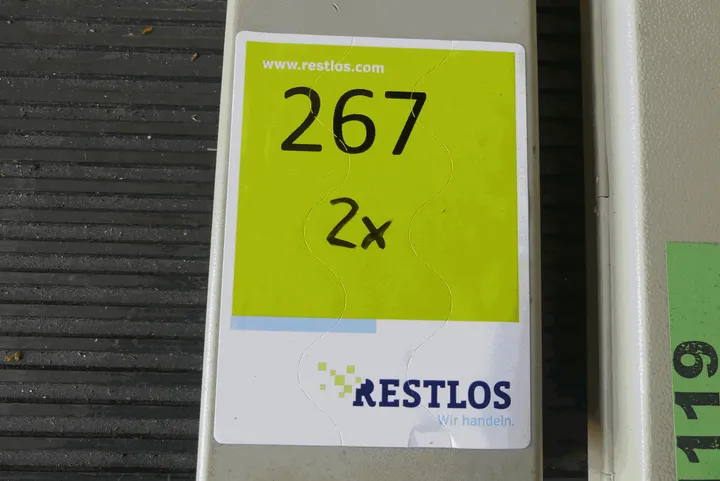 www.restlos.com
267
2x
RESTLOS
Wir handeln.
119